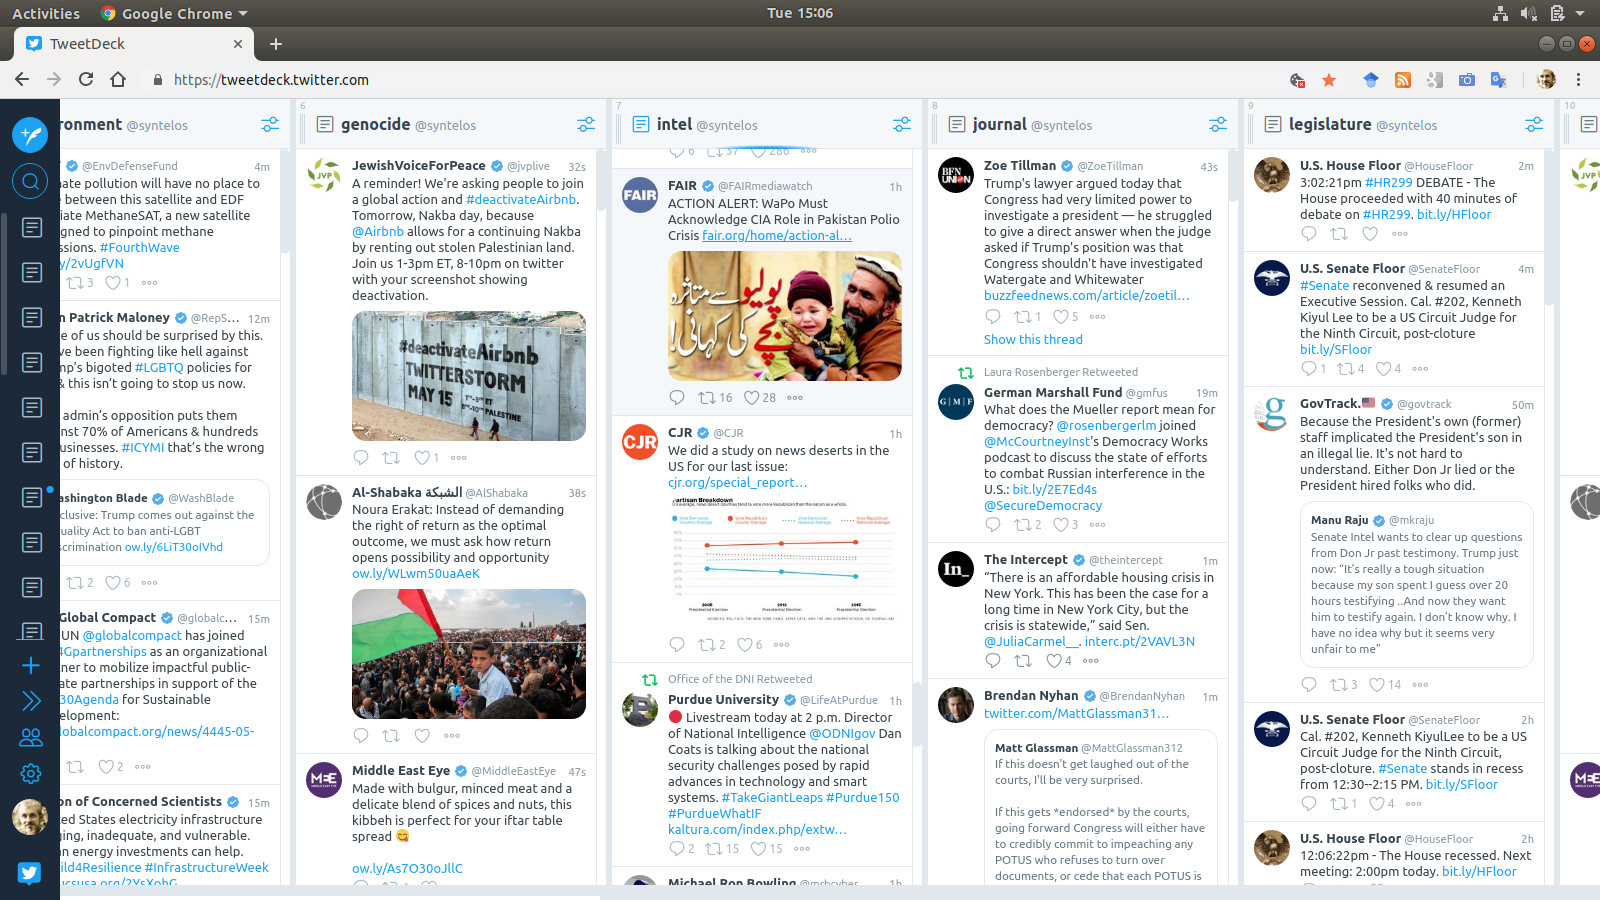 Activities
Google Chrome
Tue 15:06
TweetDeck
https://tweetdeck.twitter.com
ronment @syntelos
@EnvDefenseFund 4m
nate pollution will have no place to
between this satellite and EDF
iate MethaneSAT, a new satellite
gned to pinpoint methane
ssions. #FourthWave
y/2vUgfVN
3 1
n Patrick Maloney @RepS... 12m
e of us should be surprised by this.
ve been fighting like hell against
mp's bigoted #LGBTQ policies for
& this isn't going to stop us now.
admin's opposition puts them
nst 70% of Americans & hundreds
usinesses. #ICYMI that's the wrong
of history.
ashington Blade @WashBlade
clusive: Trump comes out against the
uality Act to ban anti-LGBT
scrimination ow.ly/6LiT30oIVhd
2 6
Global Compact @globalc... 15m
UN @globalcompact has joined
4Gpartnerships as an organizational
ner to mobilize impactful public-
ate partnerships in support of the
30Agenda for Sustainable
elopment:
lobalcompact.org/news/4445-05-
2
on of Concerned Scientists 15m
ted States electricity infrastructure
ging, inadequate, and vulnerable.
n energy investments can help.
ild4Resilience #InfrastructureWeek
ucsusa.org/2YsXohG
6
genocide @syntelos
JVP
JewishVoiceForPeace @jvplive 32s
A reminder! We're asking people to join
a global action and #deactivateAirbnb.
Tomorrow, Nakba day, because
@Airbnb allows for a continuing Nakba
by renting out stolen Palestinian land.
Join us 1-3pm ET, 8-10pm on twitter
with your screenshot showing
deactivation.
#deactivateAirbnb
TWITTERSTORM
MAY 15 1PM-3PM ET
8PM-10PM PALESTINE
1
Al-Shabaka الشبكة @AlShabaka 38s
Noura Erakat: Instead of demanding
the right of return as the optimal
outcome, we must ask how return
opens possibility and opportunity
ow.ly/WLwm50uaAeK
MEE
Middle East Eye @MiddleEastEye 47s
Made with bulgur, minced meat and a
delicate blend of spices and nuts, this
kibbeh is perfect for your iftar table
spread
ow.ly/As7O30oJllC
7
intel @syntelos
6 37 286
FAIR
FAIR @FAIRmediawatch 1h
ACTION ALERT: WaPo Must
Acknowledge CIA Role in Pakistan Polio
Crisis fair.org/home/action-al...
پولیو سے متاثرہ
بچے کی کہانی!
16 28
CJR
CJR @CJR 1h
We did a study on news deserts in the
US for our last issue:
cjr.org/special_report...
artisan Breakdown
2008 2012 2016
Presidential Election Presidential Election Presidential Election
2 6
Office of the DNI Retweeted
Purdue University @LifeAtPurdue 1h
Livestream today at 2 p.m. Director
of National Intelligence @ODNIgov Dan
Coats is talking about the national
security challenges posed by rapid
advances in technology and smart
systems. #TakeGiantLeaps #Purdue150
#PurdueWhatIF
kaltura.com/index.php/extw...
2 15 15
Michael Ron Bowling @mrbcyber 1h
8
journal @syntelos
BFN UNION
Zoe Tillman @ZoeTillman 43s
Trump's lawyer argued today that
Congress had very limited power to
investigate a president — he struggled
to give a direct answer when the judge
asked if Trump's position was that
Congress shouldn't have investigated
Watergate and Whitewater
buzzfeednews.com/article/zoetil...
1 5
Show this thread
Laura Rosenberger Retweeted
G|M|F
German Marshall Fund @gmfus 19m
What does the Mueller report mean for
democracy? @rosenbergerlm joined
@McCourtneyInst's Democracy Works
podcast to discuss the state of efforts
to combat Russian interference in the
U.S.: bit.ly/2E7Ed4s
@SecureDemocracy
2 3
In_
The Intercept @theintercept 1m
“There is an affordable housing crisis in
New York. This has been the case for a
long time in New York City, but the
crisis is statewide,” said Sen.
@JuliaCarmel__. interc.pt/2VAVL3N
4
Brendan Nyhan @BrendanNyhan 1m
twitter.com/MattGlassman31...
Matt Glassman @MattGlassman312
If this doesn't get laughed out of the
courts, I'll be very surprised.
If this gets *endorsed* by the courts,
going forward Congress will either have
to credibly commit to impeaching any
POTUS who refuses to turn over
documents, or cede that each POTUS is
9
legislature @syntelos
U.S. House Floor @HouseFloor 2m
3:02:21pm #HR299 DEBATE - The
House proceeded with 40 minutes of
debate on #HR299. bit.ly/HFloor
U.S. Senate Floor @SenateFloor 4m
#Senate reconvened & resumed an
Executive Session. Cal. #202, Kenneth
Kiyul Lee to be a US Circuit Judge for
the Ninth Circuit, post-cloture
bit.ly/SFloor
1 4 4
GovTrack. @govtrack 50m
Because the President's own (former)
staff implicated the President's son in
an illegal lie. It's not hard to
understand. Either Don Jr lied or the
President hired folks who did.
Manu Raju @mkraju
Senate Intel wants to clear up questions
from Don Jr past testimony. Trump just
now: “It's really a tough situation
because my son spent I guess over 20
hours testifying ..And now they want
him to testify again. I don't know why. I
have no idea why but it seems very
unfair to me”
3 14
U.S. Senate Floor @SenateFloor 2h
Cal. #202, Kenneth KiyulLee to be a US
Circuit Judge for the Ninth Circuit,
post-cloture. #Senate stands in recess
from 12:30--2:15 PM. bit.ly/SFloor
1 4
U.S. House Floor @HouseFloor 2h
12:06:22pm - The House recessed. Next
meeting: 2:00pm today. bit.ly/HFloor
10
JVP
MEE